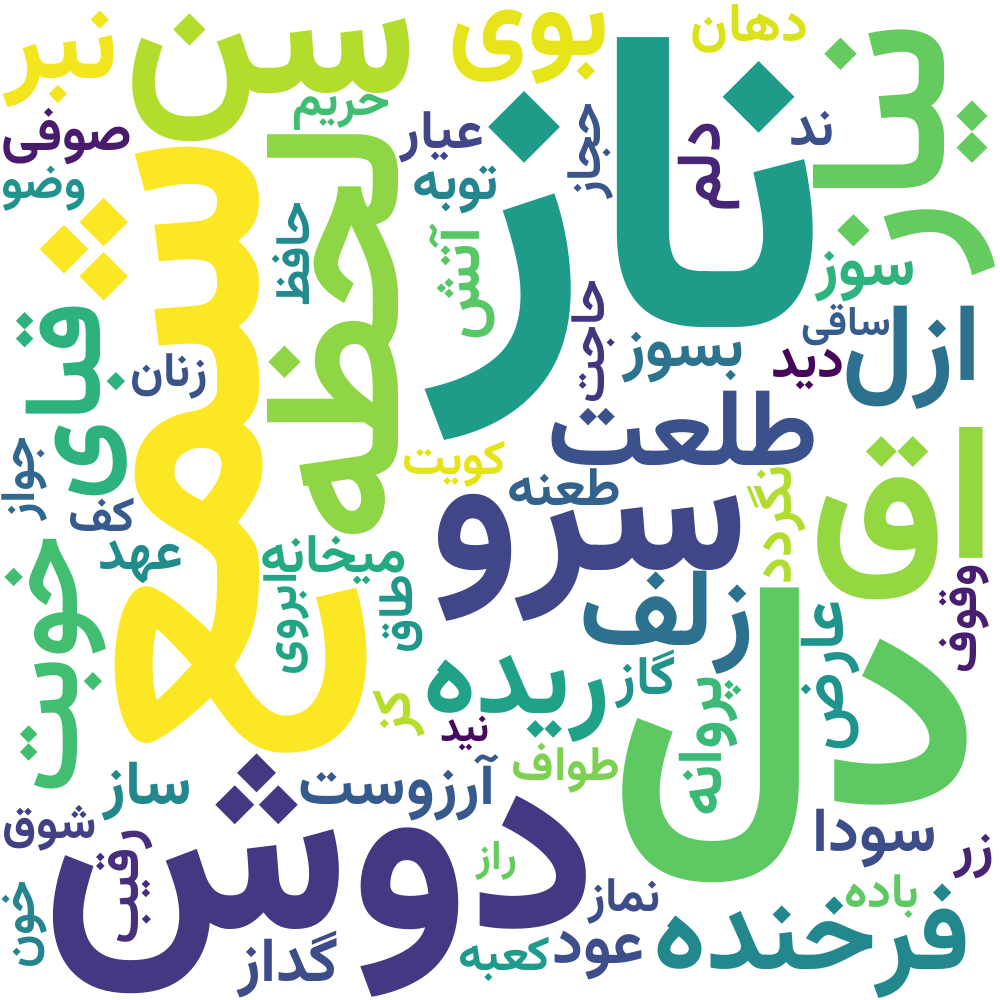 نبر
سن
بوی
دهان
نیاز
حریم
صوفی
عیار
حجاز
دلم
ند
وضو
توبه
شمع
لحظه
ناز
حافظ
آتش
سوز
قبای
حاجت
ساقی
ازل
زنان
بسوز
دید
طلعت
کویت
جواز
طعنه
سرو
نگردد
اق
کف
عهد
میخانه
خوبت
ابروی
طاق
زلف
وقوف
عارض
دل
ریده
گاز
پروانه
کز
نید
طواف
آرزوست
ساز
دوش
شوق
رقیب
سودا
راز
زر
نماز
باده
خون
فرخنده
گداز
کعبه
عود